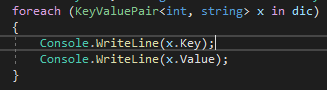 foreach (KeyValuePair<int, string> x in dic)
{
    Console.WriteLine(x.Key);
    Console.WriteLine(x.Value);
}